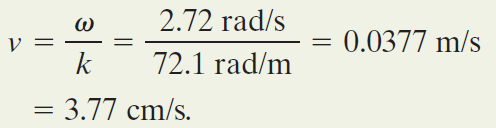 v = ω/k = 2.72 rad/s / 72.1 rad/m = 0.0377 m/s
= 3.77 cm/s.